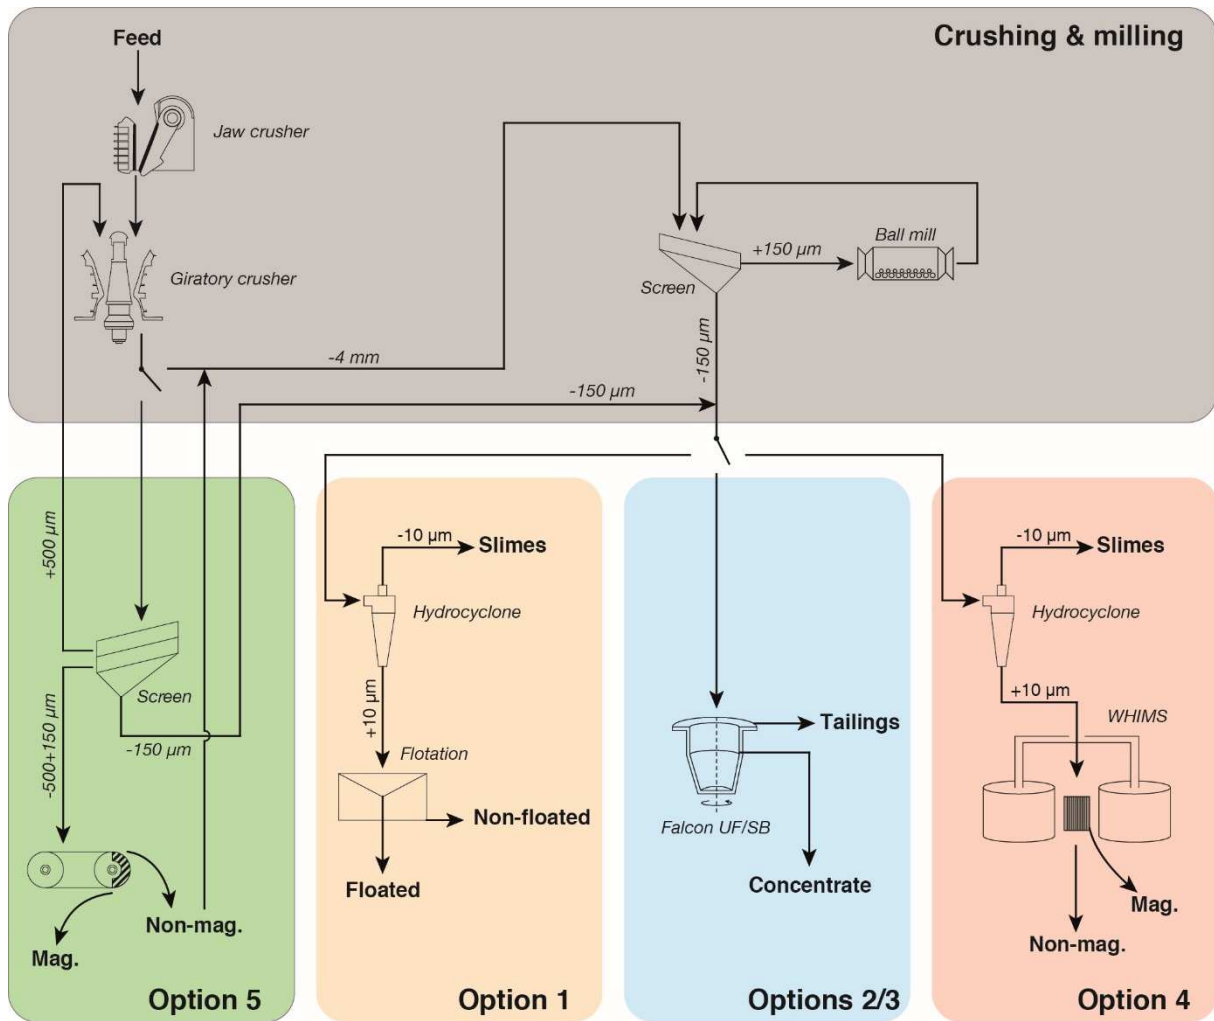 Crushing & milling
Feed
Jaw crusher
Giratory crusher
-4 mm
Screen
+150 µm
Ball mill
-150 µm
-150 µm
+500 µm
Screen
-500+150 µm
-150 µm
Non-mag.
Mag.
Option 5
-10 µm
Slimes
Hydrocyclone
+10 µm
Flotation
Non-floated
Floated
Option 1
Tailings
Falcon UF/SB
Concentrate
Options 2/3
-10 µm
Slimes
Hydrocyclone
+10 µm
WHIMS
Mag.
Non-mag.
Option 4